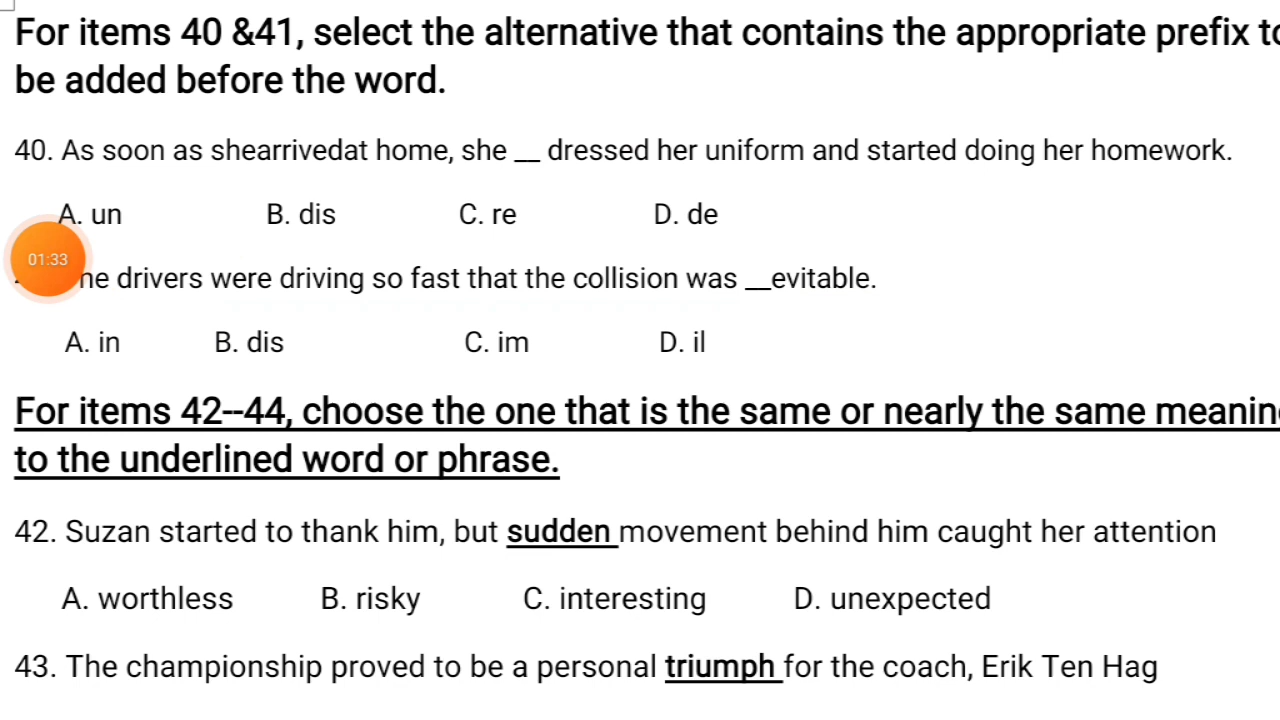 For items 40 &41, select the alternative that contains the appropriate prefix
be added before the word.
40. As soon as shearrivedat home, she __ dressed her uniform and started doing her homework.
A. un B. dis C. re D. de
01:33
drivers were driving so fast that the collision was __evitable.
A. in B. dis C. im D. il
For items 42--44, choose the one that is the same or nearly the same
to the underlined word or phrase.
42. Suzan started to thank him, but sudden movement behind him caught her attention
A. worthless B. risky C. interesting D. unexpected
43. The championship proved to be a personal triumph for the coach, Erik Ten Hag